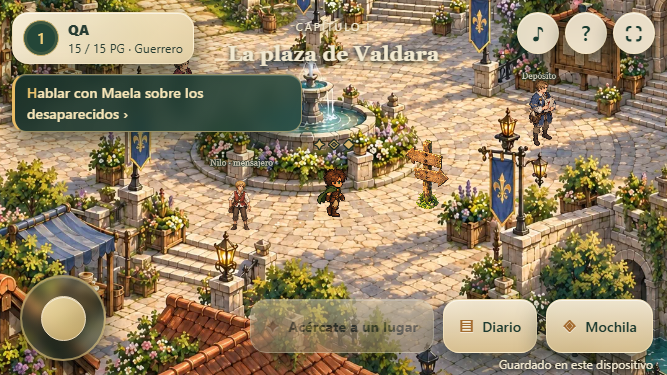 1
QA
15 / 15 PG · Guerrero
CAPÍTULO I
La plaza de Valdara
?
Hablar con Maela sobre los
desaparecidos ›
Depósito
Nilo · mensajero
Acércate a un lugar
Diario
Mochila
Guardado en este dispositivo